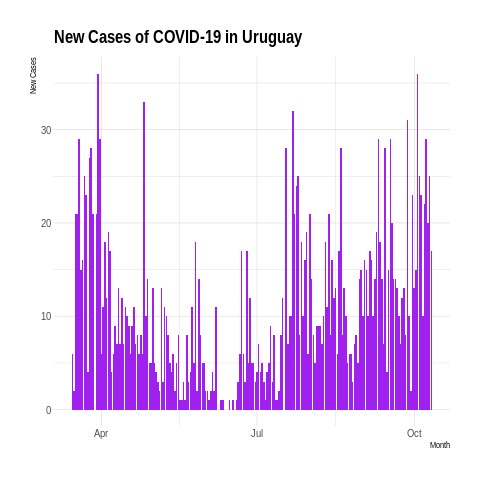 New Cases of COVID-19 in Uruguay
New Cases
30
20
10
0
Apr
Jul
Oct
Month